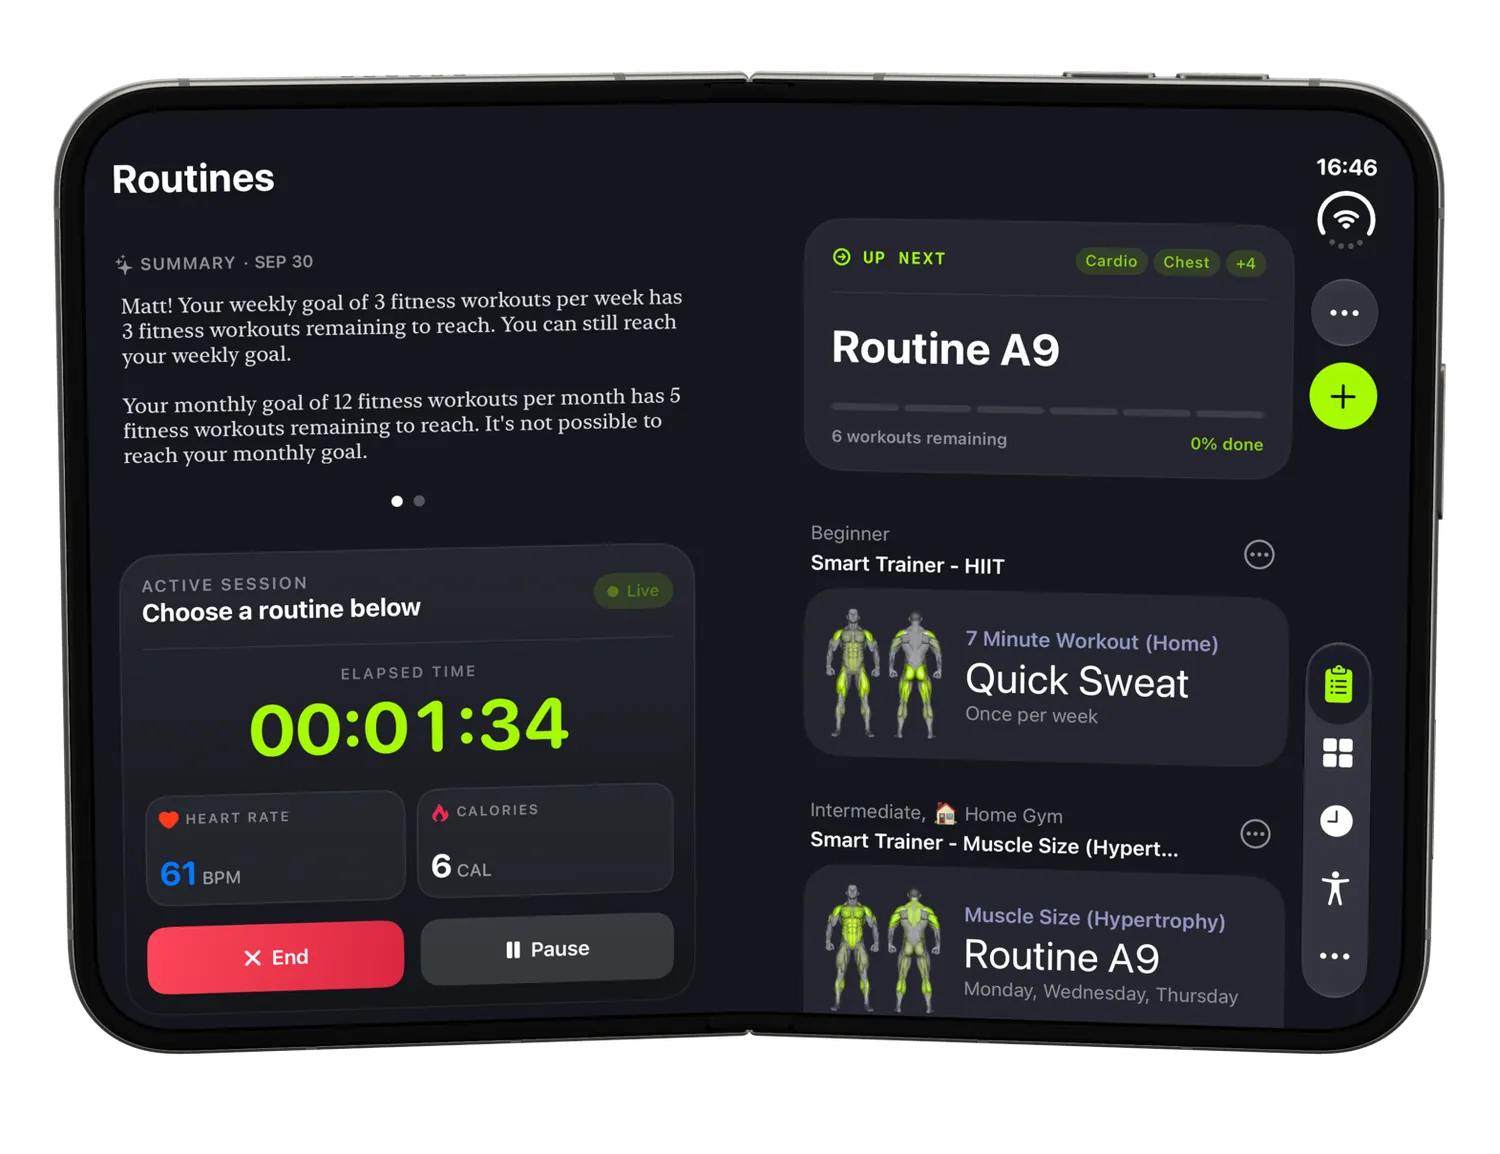 Routines
SUMMARY · SEP 30
Matt! Your weekly goal of 3 fitness workouts per week has
3 fitness workouts remaining to reach. You can still reach
your weekly goal.
Your monthly goal of 12 fitness workouts per month has 5
fitness workouts remaining to reach. It's not possible to
reach your monthly goal.
ACTIVE SESSION
Choose a routine below
Live
ELAPSED TIME
00:01:34
HEART RATE
61 BPM
CALORIES
6 CAL
End
Pause
16:46
UP NEXT
Cardio
Chest
+4
Routine A9
6 workouts remaining
0% done
Beginner
Smart Trainer - HIIT
7 Minute Workout (Home)
Quick Sweat
Once per week
Intermediate, 🏠 Home Gym
Smart Trainer - Muscle Size (Hypert...
Muscle Size (Hypertrophy)
Routine A9
Monday, Wednesday, Thursday